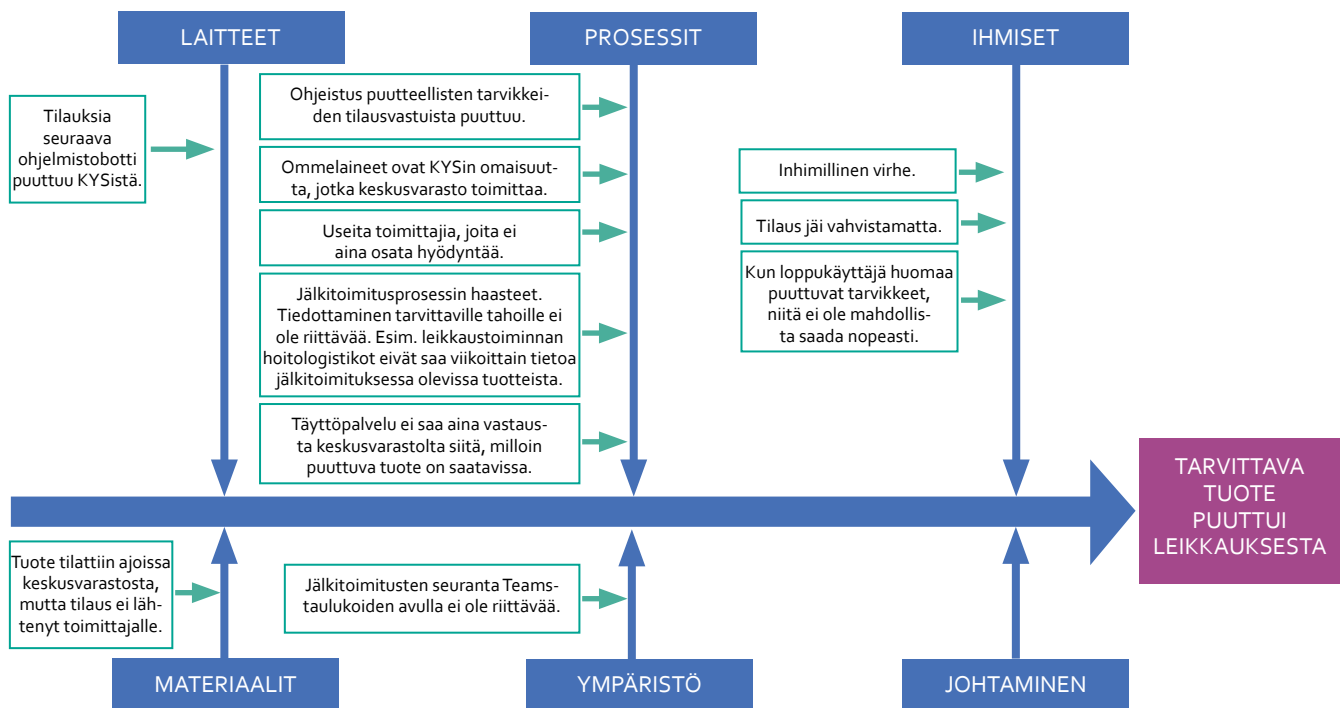 LAITTEET
PROSESSIT
IHMISET
Tilauksia
seuraava
ohjelmistobotti
puuttuu KYSistä.
Ohjeistus puutteellisten tarvikkei-
den tilausvastuista puuttuu.
Ommelaineet ovat KYSin omaisuut-
ta, jotka keskusvarasto toimittaa.
Useita toimittajia, joita ei
aina osata hyödyntää.
Jälkitoimitusprosessin haasteet.
Tiedottaminen tarvittaville tahoille ei
ole riittävää. Esim. leikkaustoiminnan
hoitologistikot eivät saa viikoittain tietoa
jälkitoimituksessa olevissa tuotteista.
Täyttöpalvelu ei saa aina vastaus-
ta keskusvarastolta siitä, milloin
puuttuva tuote on saatavissa.
Inhimillinen virhe.
Tilaus jäi vahvistamatta.
Kun loppukäyttäjä huomaa
puuttuvat tarvikkeet,
niitä ei ole mahdollis-
ta saada nopeasti.
TARVITTAVA
TUOTE
PUUTTUI
LEIKKAUKSESTA
Tuote tilattiin ajoissa
keskusvarastosta,
mutta tilaus ei läh-
tenyt toimittajalle.
Jälkitoimitusten seuranta Teams-
taulukoiden avulla ei ole riittävää.
MATERIAALIT
YMPÄRISTÖ
JOHTAMINEN